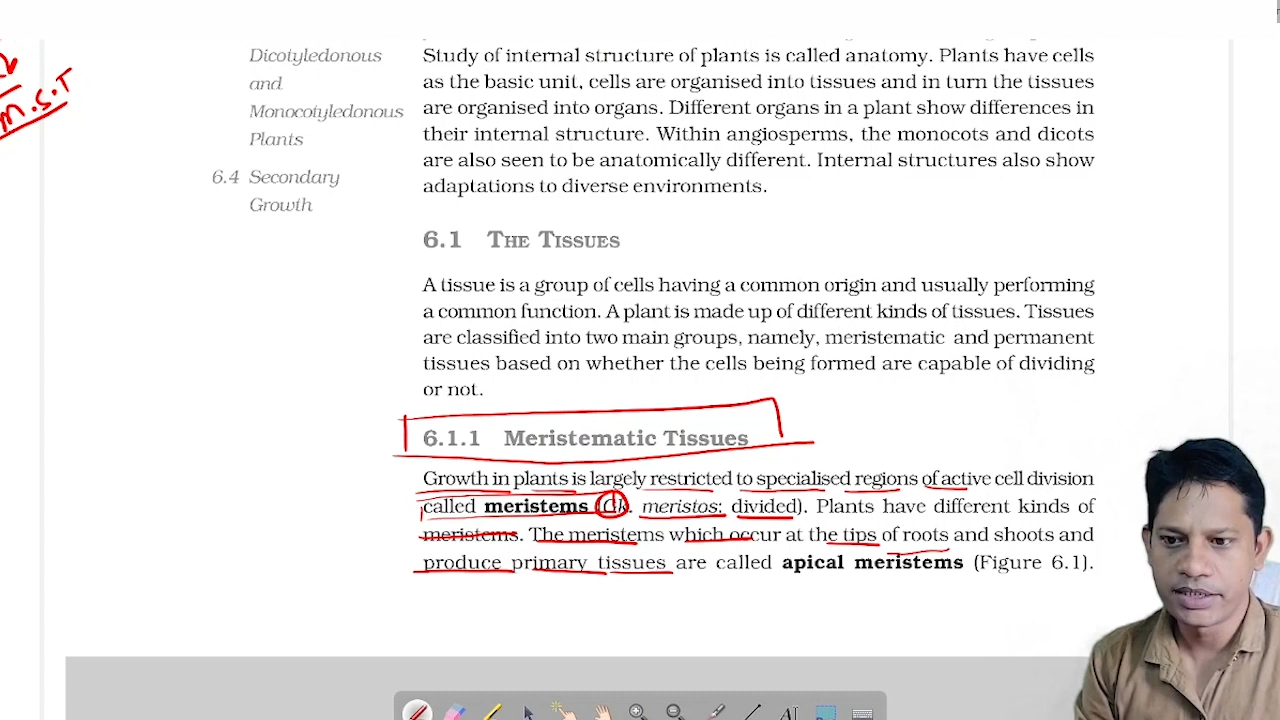 M.S.T
Dicotyledonous
and
Monocotyledonous
Plants
6.4 Secondary
Growth
Study of internal structure of plants is called anatomy. Plants have cells
as the basic unit, cells are organised into tissues and in turn the tissues
are organised into organs. Different organs in a plant show differences in
their internal structure. Within angiosperms, the monocots and dicots
are also seen to be anatomically different. Internal structures also show
adaptations to diverse environments.
6.1 THE TISSUES
A tissue is a group of cells having a common origin and usually performing
a common function. A plant is made up of different kinds of tissues. Tissues
are classified into two main groups, namely, meristematic and permanent
tissues based on whether the cells being formed are capable of dividing
or not.
6.1.1 Meristematic Tissues
Growth in plants is largely restricted to specialised regions of active cell division
called meristems (Gk. meristos: divided). Plants have different kinds of
meristems. The meristems which occur at the tips of roots and shoots and
produce primary tissues are called apical meristems (Figure 6.1).